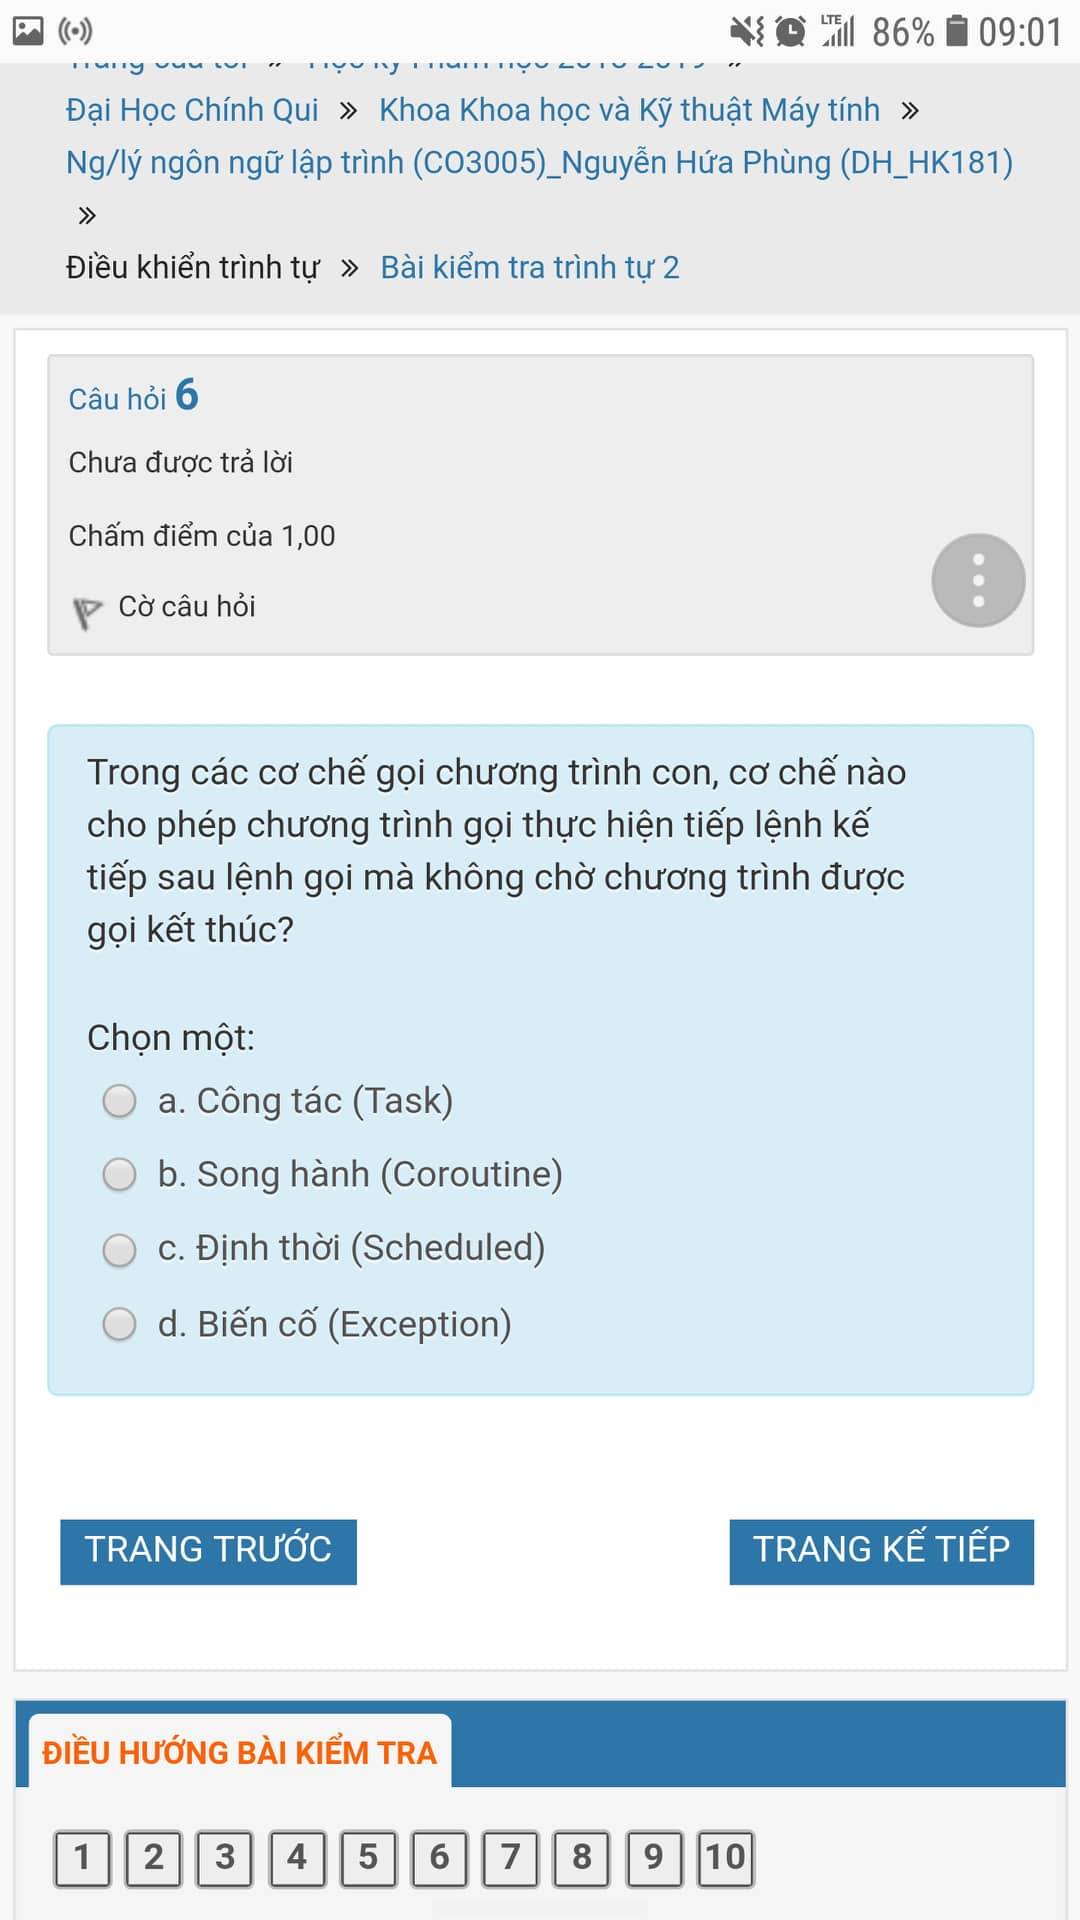 LTE 86% 09:01
Đại Học Chính Qui » Khoa Khoa học và Kỹ thuật Máy tính »
Ng/lý ngôn ngữ lập trình (CO3005)_Nguyễn Hứa Phùng (DH_HK181)
»
Điều khiển trình tự » Bài kiểm tra trình tự 2
Câu hỏi 6
Chưa được trả lời
Chấm điểm của 1,00
Cờ câu hỏi
Trong các cơ chế gọi chương trình con, cơ chế nào
cho phép chương trình gọi thực hiện tiếp lệnh kế
tiếp sau lệnh gọi mà không chờ chương trình được
gọi kết thúc?
Chọn một:
a. Công tác (Task)
b. Song hành (Coroutine)
c. Định thời (Scheduled)
d. Biến cố (Exception)
TRANG TRƯỚC
TRANG KẾ TIẾP
ĐIỀU HƯỚNG BÀI KIỂM TRA
1 2 3 4 5 6 7 8 9 10